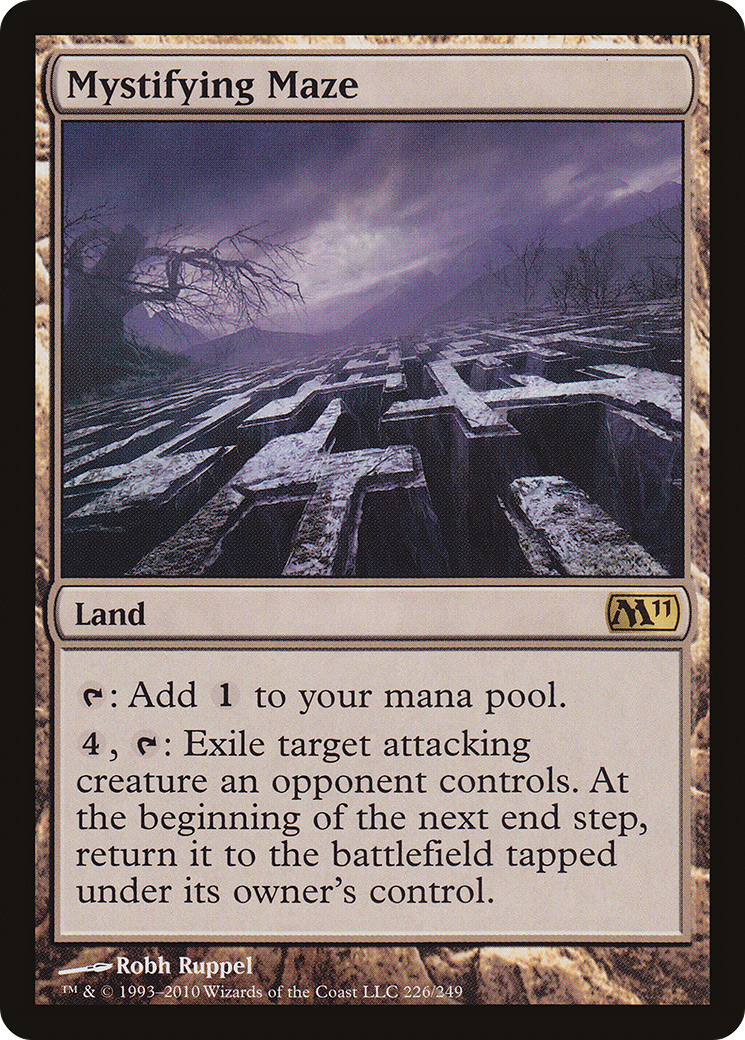 Mystifying Maze
Land
M11
: Add 1 to your mana pool.
4, : Exile target attacking
creature an opponent controls. At
the beginning of the next end step,
return it to the battlefield tapped
under its owner's control.
Robh Ruppel
™ & © 1993–2010 Wizards of the Coast LLC 226/249